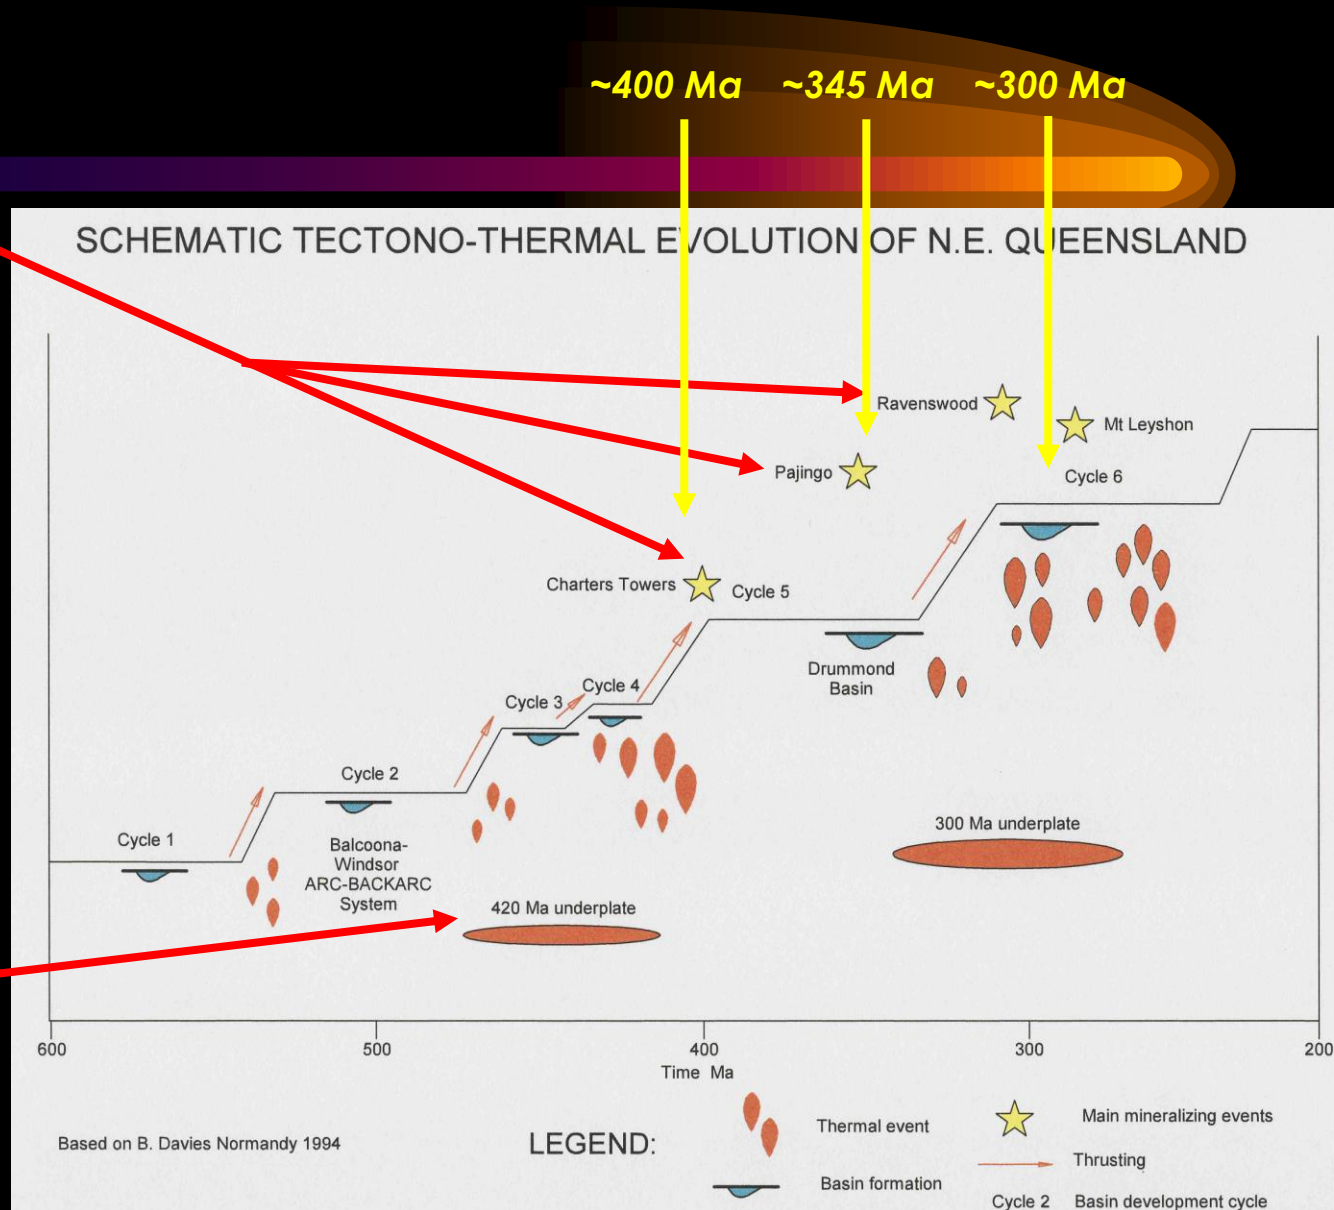 ~400 Ma ~345 Ma ~300 Ma
SCHEMATIC TECTONO-THERMAL EVOLUTION OF N.E. QUEENSLAND
Ravenswood
Mt Leyshon
Pajingo
Cycle 6
Charters Towers
Cycle 5
Drummond
Basin
Cycle 4
Cycle 3
Cycle 2
Cycle 1
Balcoona-
Windsor
ARC-BACKARC
System
300 Ma underplate
420 Ma underplate
600 500 400 300 200
Time Ma
Based on B. Davies Normandy 1994
LEGEND:
Thermal event
Main mineralizing events
Thrusting
Basin formation
Cycle 2 Basin development cycle